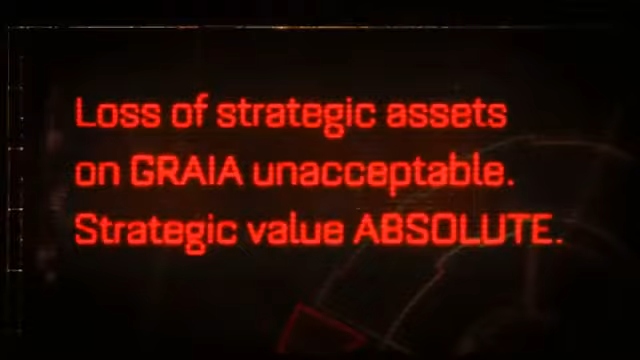 Loss of strategic assets
on GRAIA unacceptable.
Strategic value ABSOLUTE.